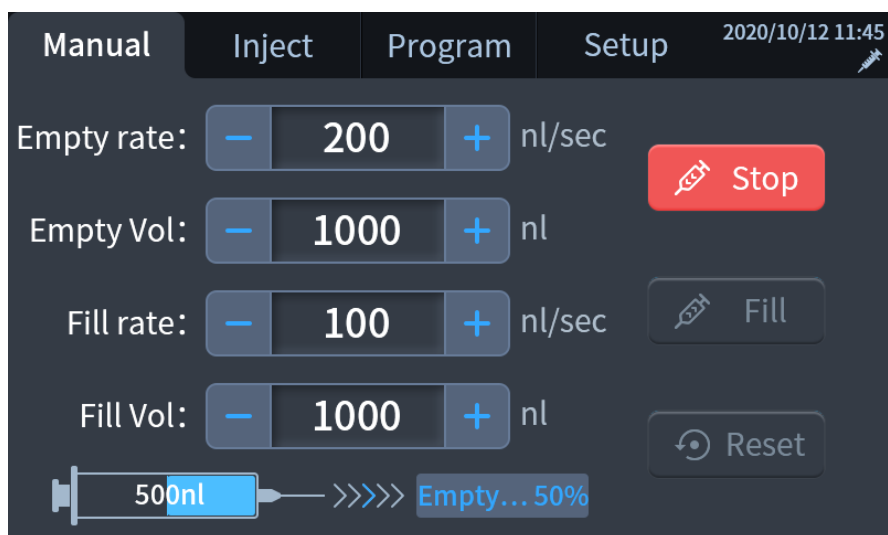 Manual Inject Program Setup 2020/10/12 11:45
Empty rate: − 200 + nl/sec
Stop
Empty Vol: − 1000 + nl
Fill rate: − 100 + nl/sec
Fill
Fill Vol: − 1000 + nl
Reset
500nl Empty... 50%